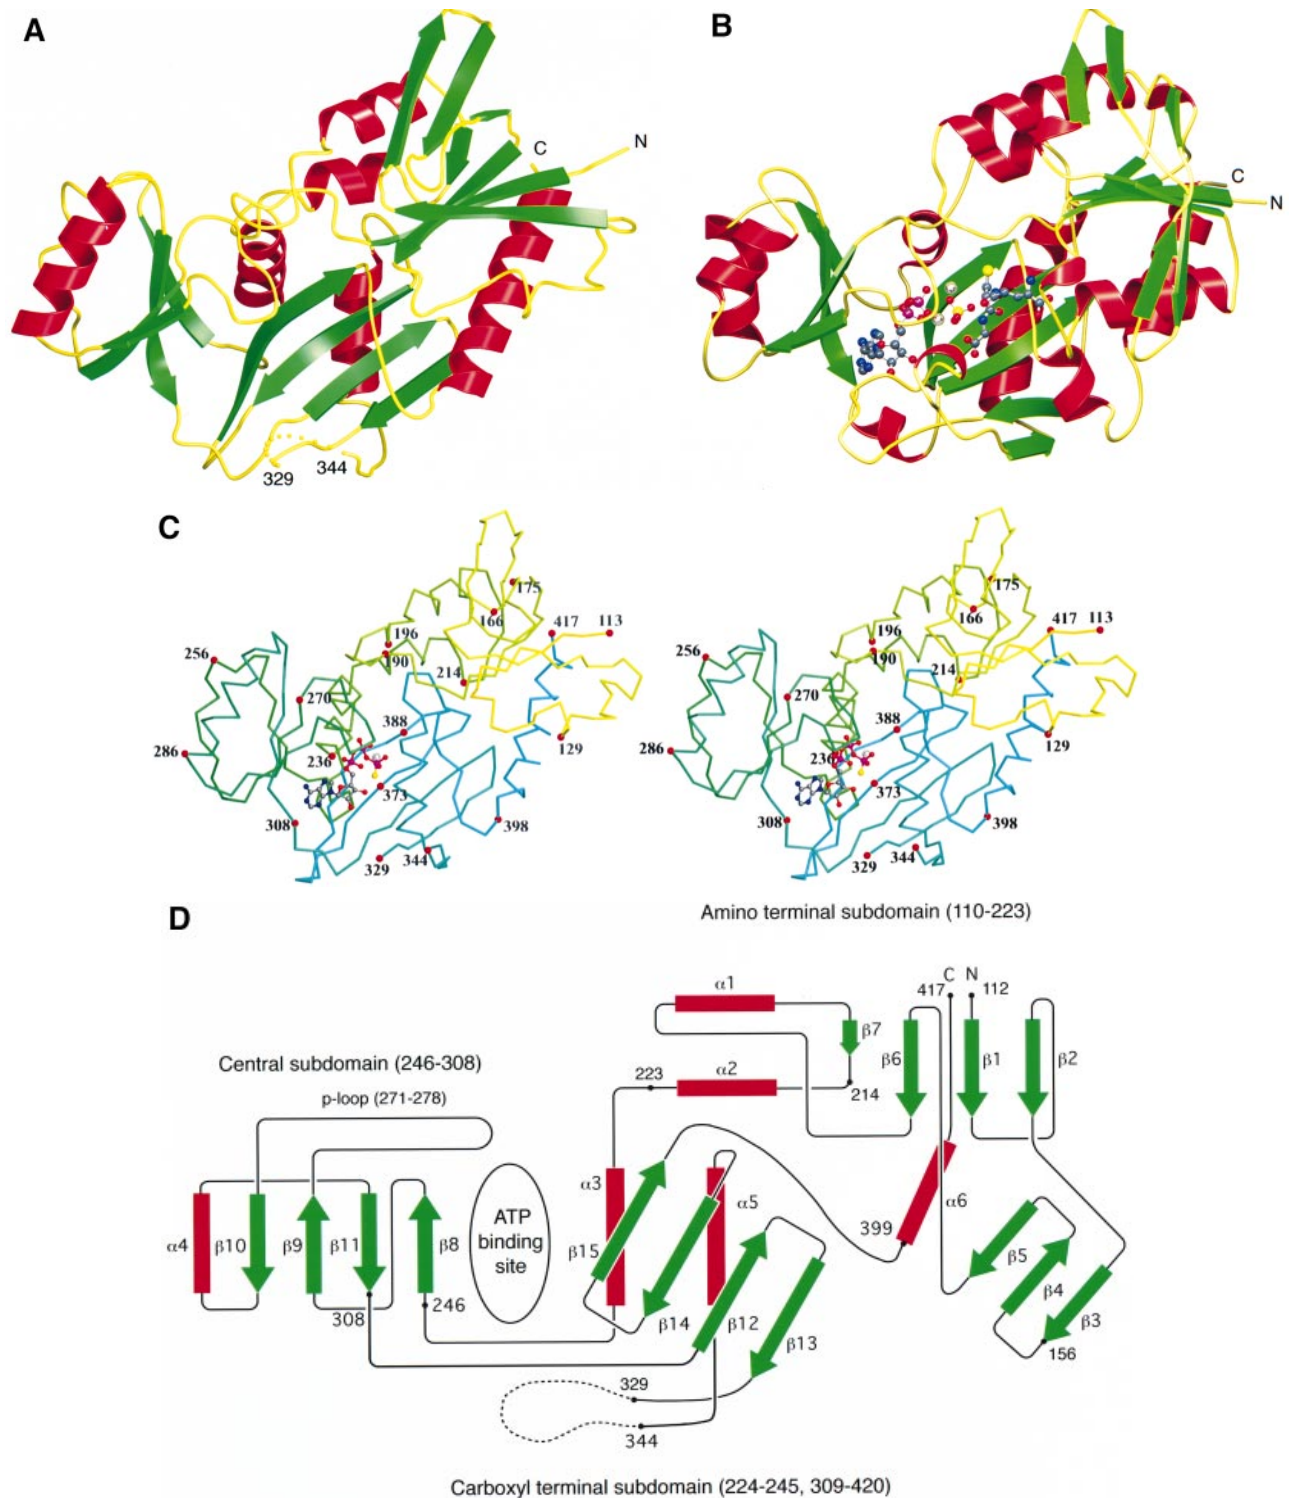 A
B
C
N
C
N
329
344
C
175
166
417
113
196
190
214
256
270
388
129
286
236
373
308
398
329
344
175
166
417
113
196
190
214
256
270
388
129
286
236
373
308
398
329
344
Amino terminal subdomain (110-223)
D
C N
417
112
α1
β7
β6
β1
β2
Central subdomain (246-308)
223
α2
214
p-loop (271-278)
α3
α5
α6
ATP
binding
site
399
α4
β10
β9
β11
β8
β15
β5
β4
β3
308
246
β14
β12
β13
156
329
344
Carboxyl terminal subdomain (224-245, 309-420)